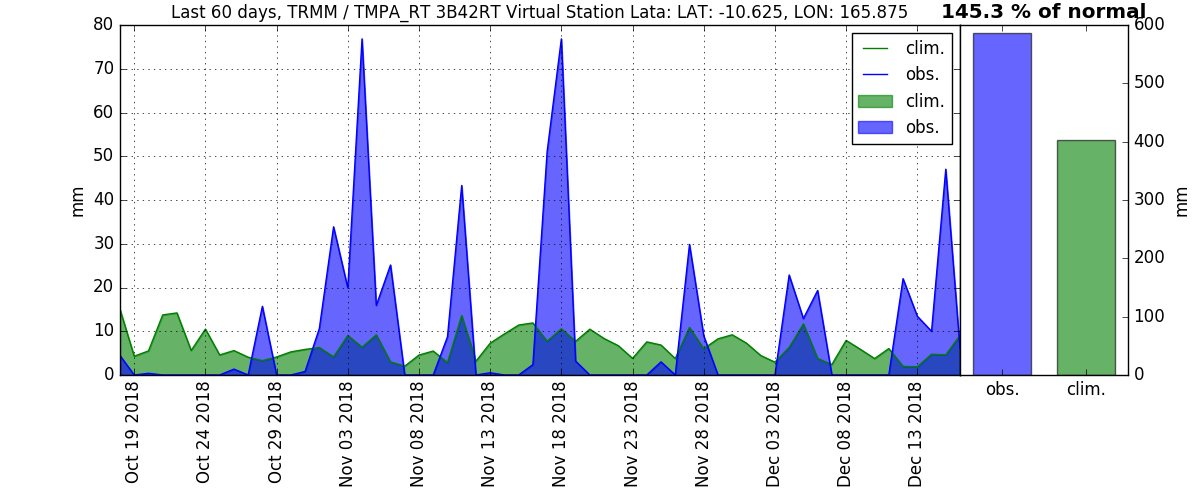 Last 60 days, TRMM / TMPA_RT 3B42RT Virtual Station Lata: LAT: -10.625, LON: 165.875
145.3 % of normal
80
70
60
50
40
30
20
10
0
mm
clim.
obs.
clim.
obs.
600
500
400
300
200
100
0
mm
obs.
clim.
Oct 19 2018
Oct 24 2018
Oct 29 2018
Nov 03 2018
Nov 08 2018
Nov 13 2018
Nov 18 2018
Nov 23 2018
Nov 28 2018
Dec 03 2018
Dec 08 2018
Dec 13 2018